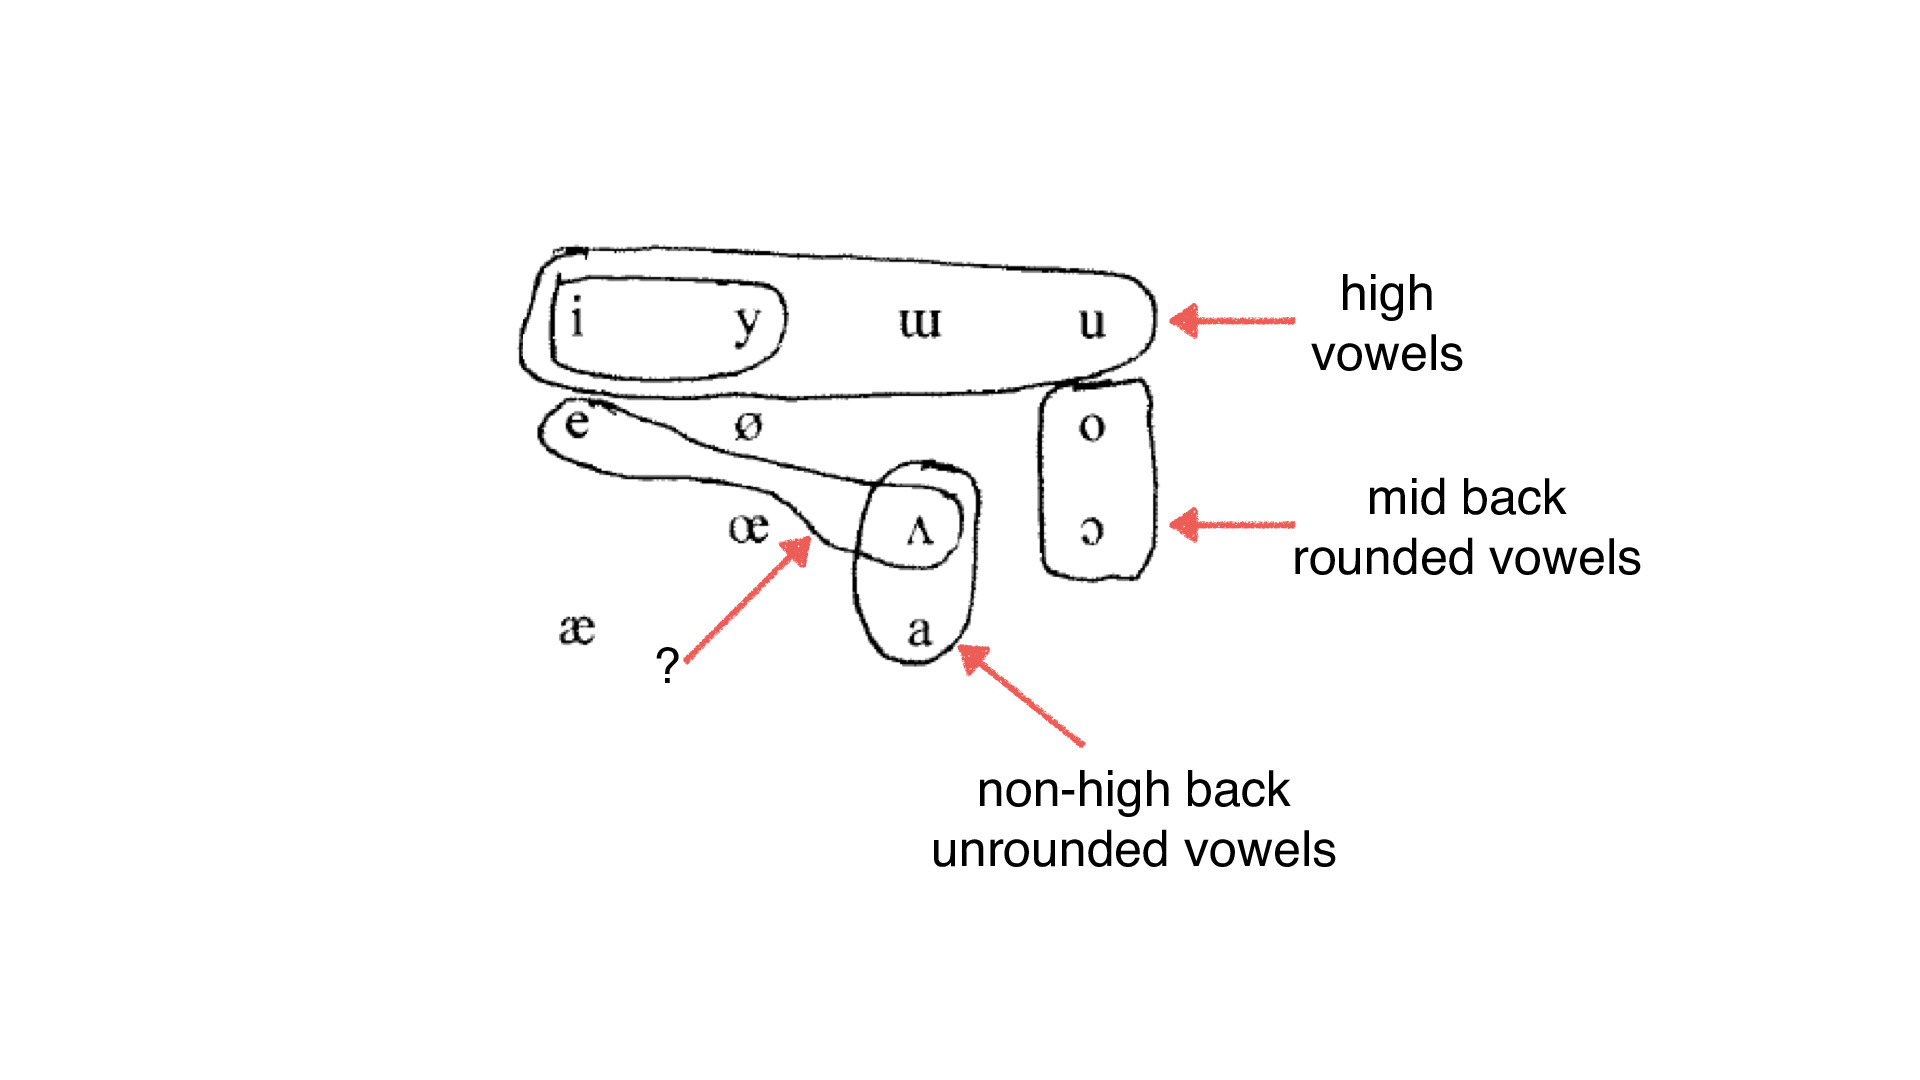 i y ɯ u
high
vowels
e ø o
mid back
rounded vowels
œ ʌ ɔ
æ a
?
non-high back
unrounded vowels